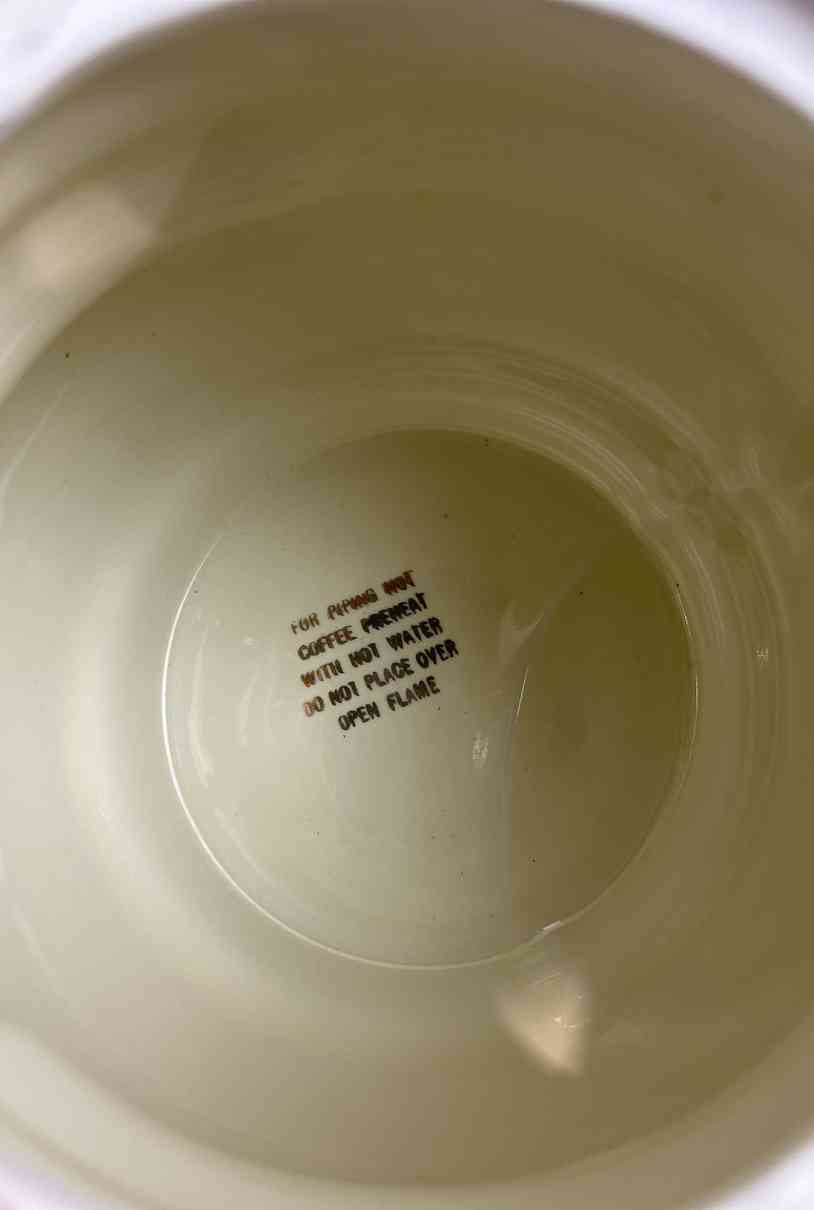 FOR PIPING HOT
COFFEE PREHEAT
WITH HOT WATER
DO NOT PLACE OVER
OPEN FLAME